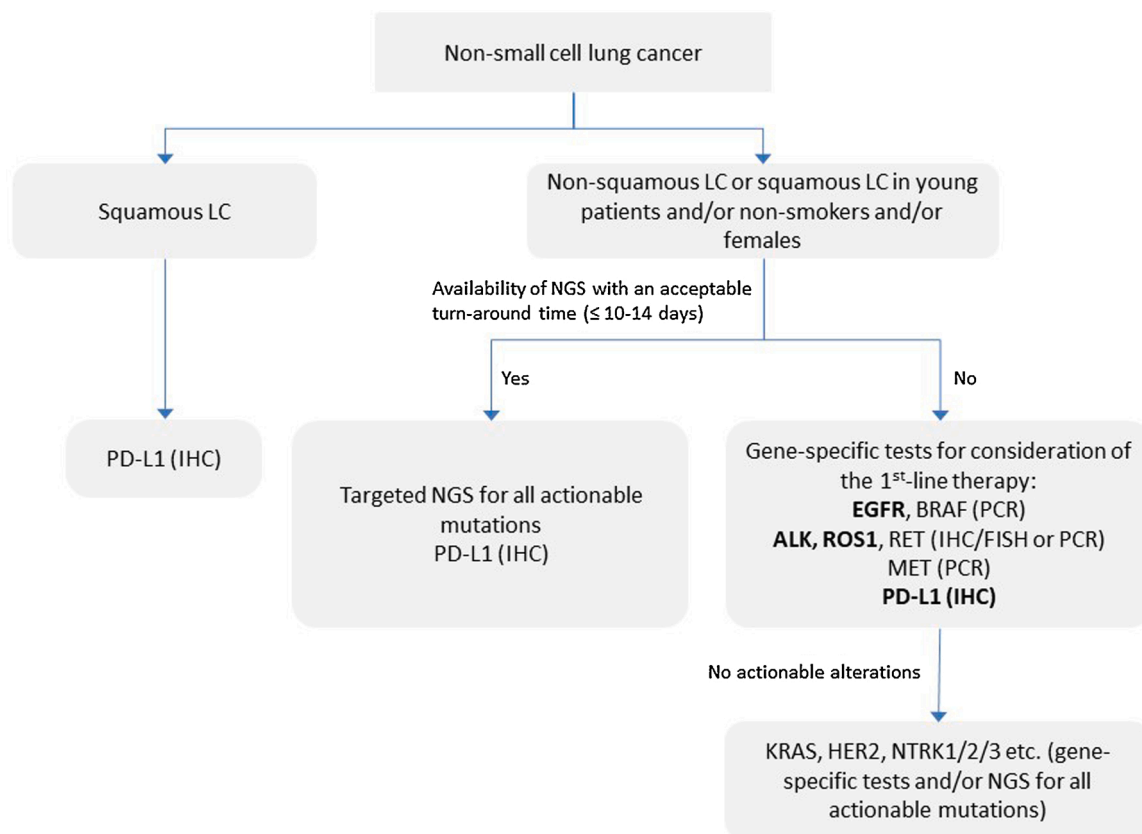 Non-small cell lung cancer
Squamous LC
Non-squamous LC or squamous LC in young
patients and/or non-smokers and/or
females
Availability of NGS with an acceptable
turn-around time (≤ 10-14 days)
Yes
No
PD-L1 (IHC)
Targeted NGS for all actionable
mutations
PD-L1 (IHC)
Gene-specific tests for consideration of
the 1st-line therapy:
EGFR, BRAF (PCR)
ALK, ROS1, RET (IHC/FISH or PCR)
MET (PCR)
PD-L1 (IHC)
No actionable alterations
KRAS, HER2, NTRK1/2/3 etc. (gene-
specific tests and/or NGS for all
actionable mutations)